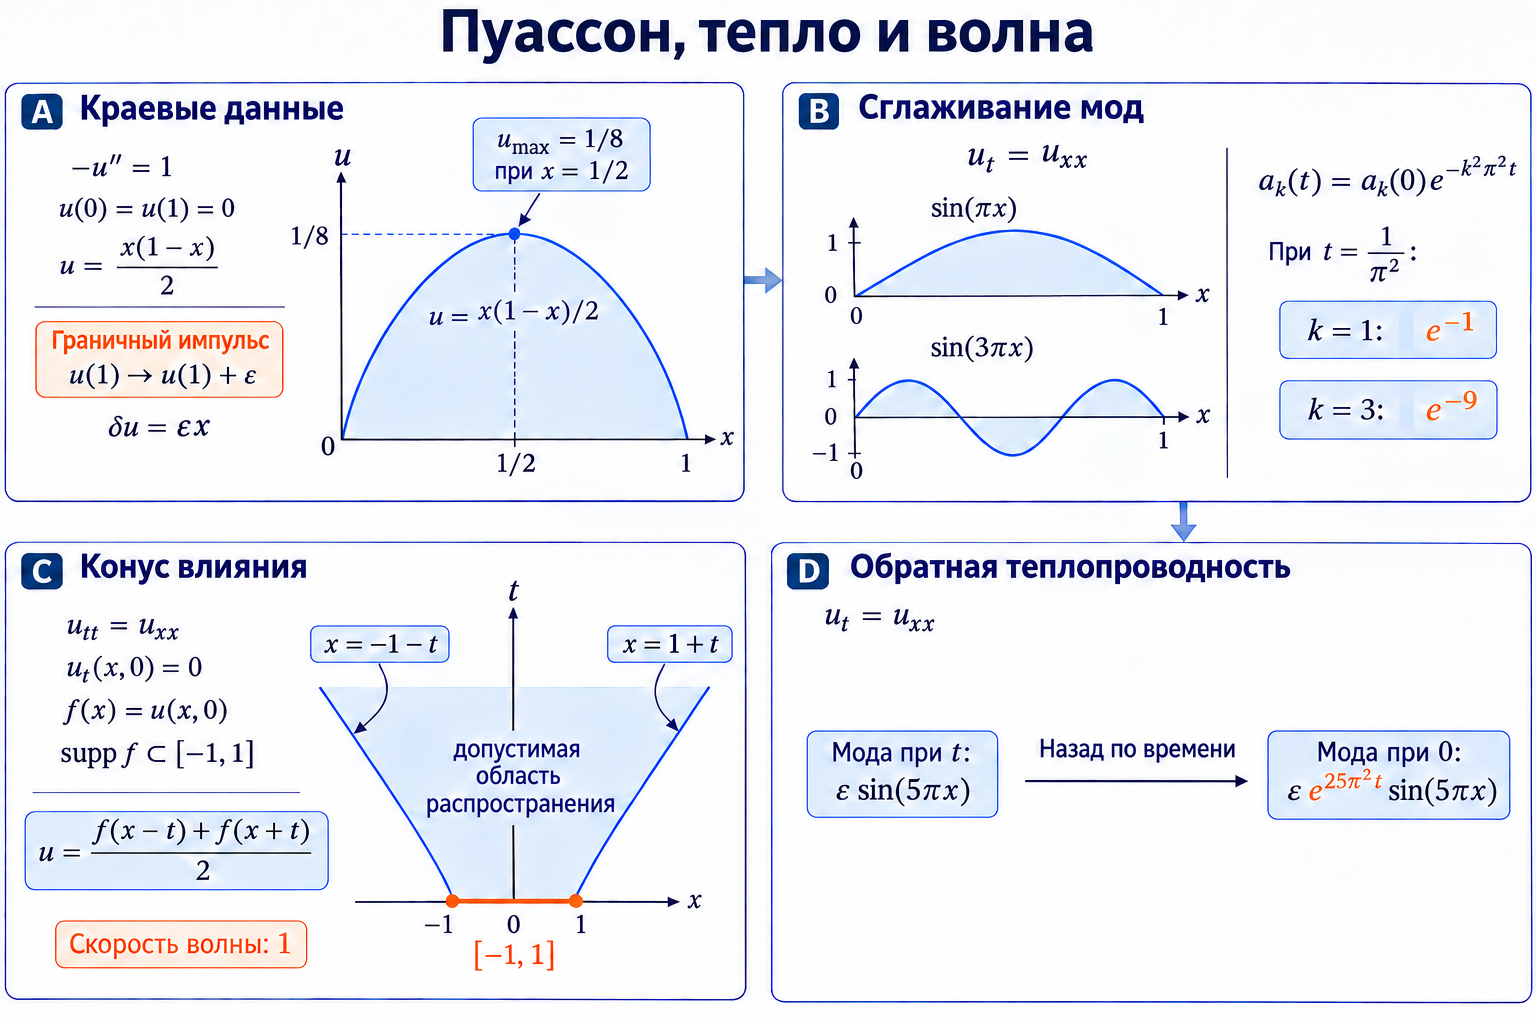 Пуассон, тепло и волна
A Краевые данные
−u″ = 1
u(0) = u(1) = 0
u = x(1 − x)/2
Граничный импульс
u(1) → u(1) + ε
δu = εx
u
u_max = 1/8
при x = 1/2
1/8
u = x(1 − x)/2
0
1/2
1
x
B Сглаживание мод
u_t = u_xx
sin(πx)
1
0
0
1
x
sin(3πx)
1
0
−1
0
1
x
a_k(t) = a_k(0) e^{−k²π²t}
При t = 1/π² :
k = 1: e^{−1}
k = 3: e^{−9}
C Конус влияния
u_tt = u_xx
u_t(x, 0) = 0
f(x) = u(x, 0)
supp f ⊂ [−1, 1]
u = f(x − t) + f(x + t) / 2
Скорость волны: 1
t
x = −1 − t
x = 1 + t
допустимая
область
распространения
x
−1
0
1
[−1, 1]
D Обратная теплопроводность
u_t = u_xx
Мода при t:
ε sin(5πx)
Назад по времени
Мода при 0:
ε e^{25π²t} sin(5πx)